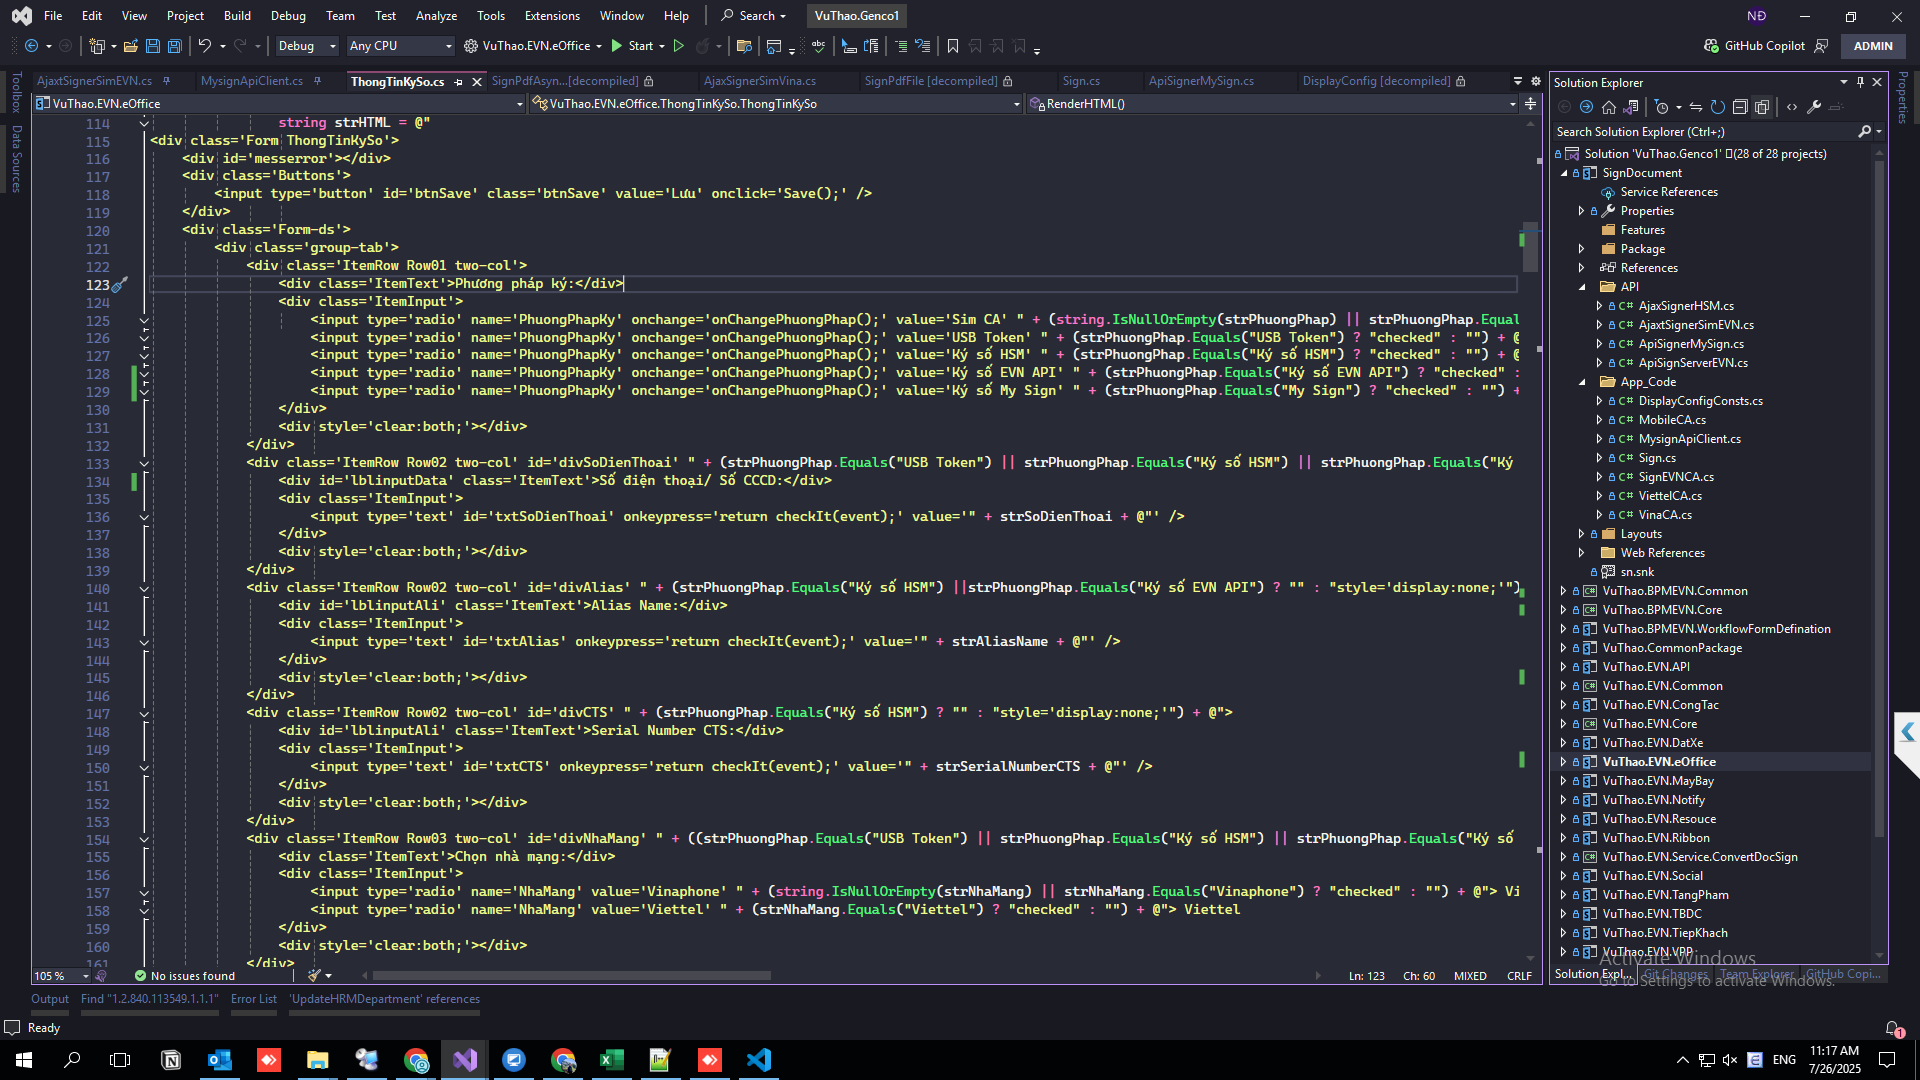 File Edit View Project Build Debug Team Test Analyze Tools Extensions Window Help Search VuThao.Genco1 NĐ
Debug Any CPU VuThao.EVN.eOffice Start GitHub Copilot ADMIN
AjaxtSignerSimEVN.cs MysignApiClient.cs ThongTinKySo.cs SignPdfAsyn...[decompiled] AjaxSignerSimVina.cs SignPdfFile [decompiled] Sign.cs ApiSignerMySign.cs DisplayConfig [decompiled]
VuThao.EVN.eOffice VuThao.EVN.eOffice.ThongTinKySo.ThongTinKySo RenderHTML()
Toolbox
Data Sources
114 string strHTML = @"
115 <div class='Form ThongTinKySo'>
116 <div id='messerror'></div>
117 <div class='Buttons'>
118 <input type='button' id='btnSave' class='btnSave' value='Lưu' onclick='Save();' />
119 </div>
120 <div class='Form-ds'>
121 <div class='group-tab'>
122 <div class='ItemRow Row01 two-col'>
123 <div class='ItemText'>Phương pháp ký:</div>
124 <div class='ItemInput'>
125 <input type='radio' name='PhuongPhapKy' onchange='onChangePhuongPhap();' value='Sim CA' " + (string.IsNullOrEmpty(strPhuongPhap) || strPhuongPhap.Equal
126 <input type='radio' name='PhuongPhapKy' onchange='onChangePhuongPhap();' value='USB Token' " + (strPhuongPhap.Equals("USB Token") ? "checked" : "") + @
127 <input type='radio' name='PhuongPhapKy' onchange='onChangePhuongPhap();' value='Ký số HSM' " + (strPhuongPhap.Equals("Ký số HSM") ? "checked" : "") + @
128 <input type='radio' name='PhuongPhapKy' onchange='onChangePhuongPhap();' value='Ký số EVN API' " + (strPhuongPhap.Equals("Ký số EVN API") ? "checked" :
129 <input type='radio' name='PhuongPhapKy' onchange='onChangePhuongPhap();' value='Ký số My Sign' " + (strPhuongPhap.Equals("My Sign") ? "checked" : "") +
130 </div>
131 <div style='clear:both;'></div>
132 </div>
133 <div class='ItemRow Row02 two-col' id='divSoDienThoai' " + (strPhuongPhap.Equals("USB Token") || strPhuongPhap.Equals("Ký số HSM") || strPhuongPhap.Equals("Ký
134 <div id='lblinputData' class='ItemText'>Số điện thoại/ Số CCCD:</div>
135 <div class='ItemInput'>
136 <input type='text' id='txtSoDienThoai' onkeypress='return checkIt(event);' value='" + strSoDienThoai + @"' />
137 </div>
138 <div style='clear:both;'></div>
139 </div>
140 <div class='ItemRow Row02 two-col' id='divAlias' " + (strPhuongPhap.Equals("Ký số HSM") ||strPhuongPhap.Equals("Ký số EVN API") ? "" : "style='display:none;'")
141 <div id='lblinputAli' class='ItemText'>Alias Name:</div>
142 <div class='ItemInput'>
143 <input type='text' id='txtAlias' onkeypress='return checkIt(event);' value='" + strAliasName + @"' />
144 </div>
145 <div style='clear:both;'></div>
146 </div>
147 <div class='ItemRow Row02 two-col' id='divCTS' " + (strPhuongPhap.Equals("Ký số HSM") ? "" : "style='display:none;'") + @">
148 <div id='lblinputAli' class='ItemText'>Serial Number CTS:</div>
149 <div class='ItemInput'>
150 <input type='text' id='txtCTS' onkeypress='return checkIt(event);' value='" + strSerialNumberCTS + @"' />
151 </div>
152 <div style='clear:both;'></div>
153 </div>
154 <div class='ItemRow Row03 two-col' id='divNhaMang' " + ((strPhuongPhap.Equals("USB Token") || strPhuongPhap.Equals("Ký số HSM") || strPhuongPhap.Equals("Ký số
155 <div class='ItemText'>Chọn nhà mạng:</div>
156 <div class='ItemInput'>
157 <input type='radio' name='NhaMang' value='Vinaphone' " + (string.IsNullOrEmpty(strNhaMang) || strNhaMang.Equals("Vinaphone") ? "checked" : "") + @"> Vi
158 <input type='radio' name='NhaMang' value='Viettel' " + (strNhaMang.Equals("Viettel") ? "checked" : "") + @"> Viettel
159 </div>
160 <div style='clear:both;'></div>
161 </div>
105 % No issues found Ln: 123 Ch: 60 MIXED CRLF
Solution Explorer
Search Solution Explorer (Ctrl+;)
Solution 'VuThao.Genco1' (28 of 28 projects)
SignDocument
Service References
Properties
Features
Package
References
API
C# AjaxSignerHSM.cs
C# AjaxtSignerSimEVN.cs
C# ApiSignerMySign.cs
C# ApiSignServerEVN.cs
App_Code
C# DisplayConfigConsts.cs
C# MobileCA.cs
C# MysignApiClient.cs
C# Sign.cs
C# SignEVNCA.cs
C# ViettelCA.cs
C# VinaCA.cs
Layouts
Web References
sn.snk
VuThao.BPMEVN.Common
VuThao.BPMEVN.Core
VuThao.BPMEVN.WorkflowFormDefination
VuThao.CommonPackage
VuThao.EVN.API
VuThao.EVN.Common
VuThao.EVN.CongTac
VuThao.EVN.Core
VuThao.EVN.DatXe
VuThao.EVN.eOffice
VuThao.EVN.MayBay
VuThao.EVN.Notify
VuThao.EVN.Resouce
VuThao.EVN.Ribbon
VuThao.EVN.Service.ConvertDocSign
VuThao.EVN.Social
VuThao.EVN.TangPham
VuThao.EVN.TBDC
VuThao.EVN.TiepKhach
VuThao.EVN.VPP
Solution Expl... Git Changes Team Explorer GitHub Copi...
Properties
Activate Windows
Go to Settings to activate Windows.
Output Find "1.2.840.113549.1.1.1" Error List 'UpdateHRMDepartment' references
Ready 1
ENG 11:17 AM
7/26/2025